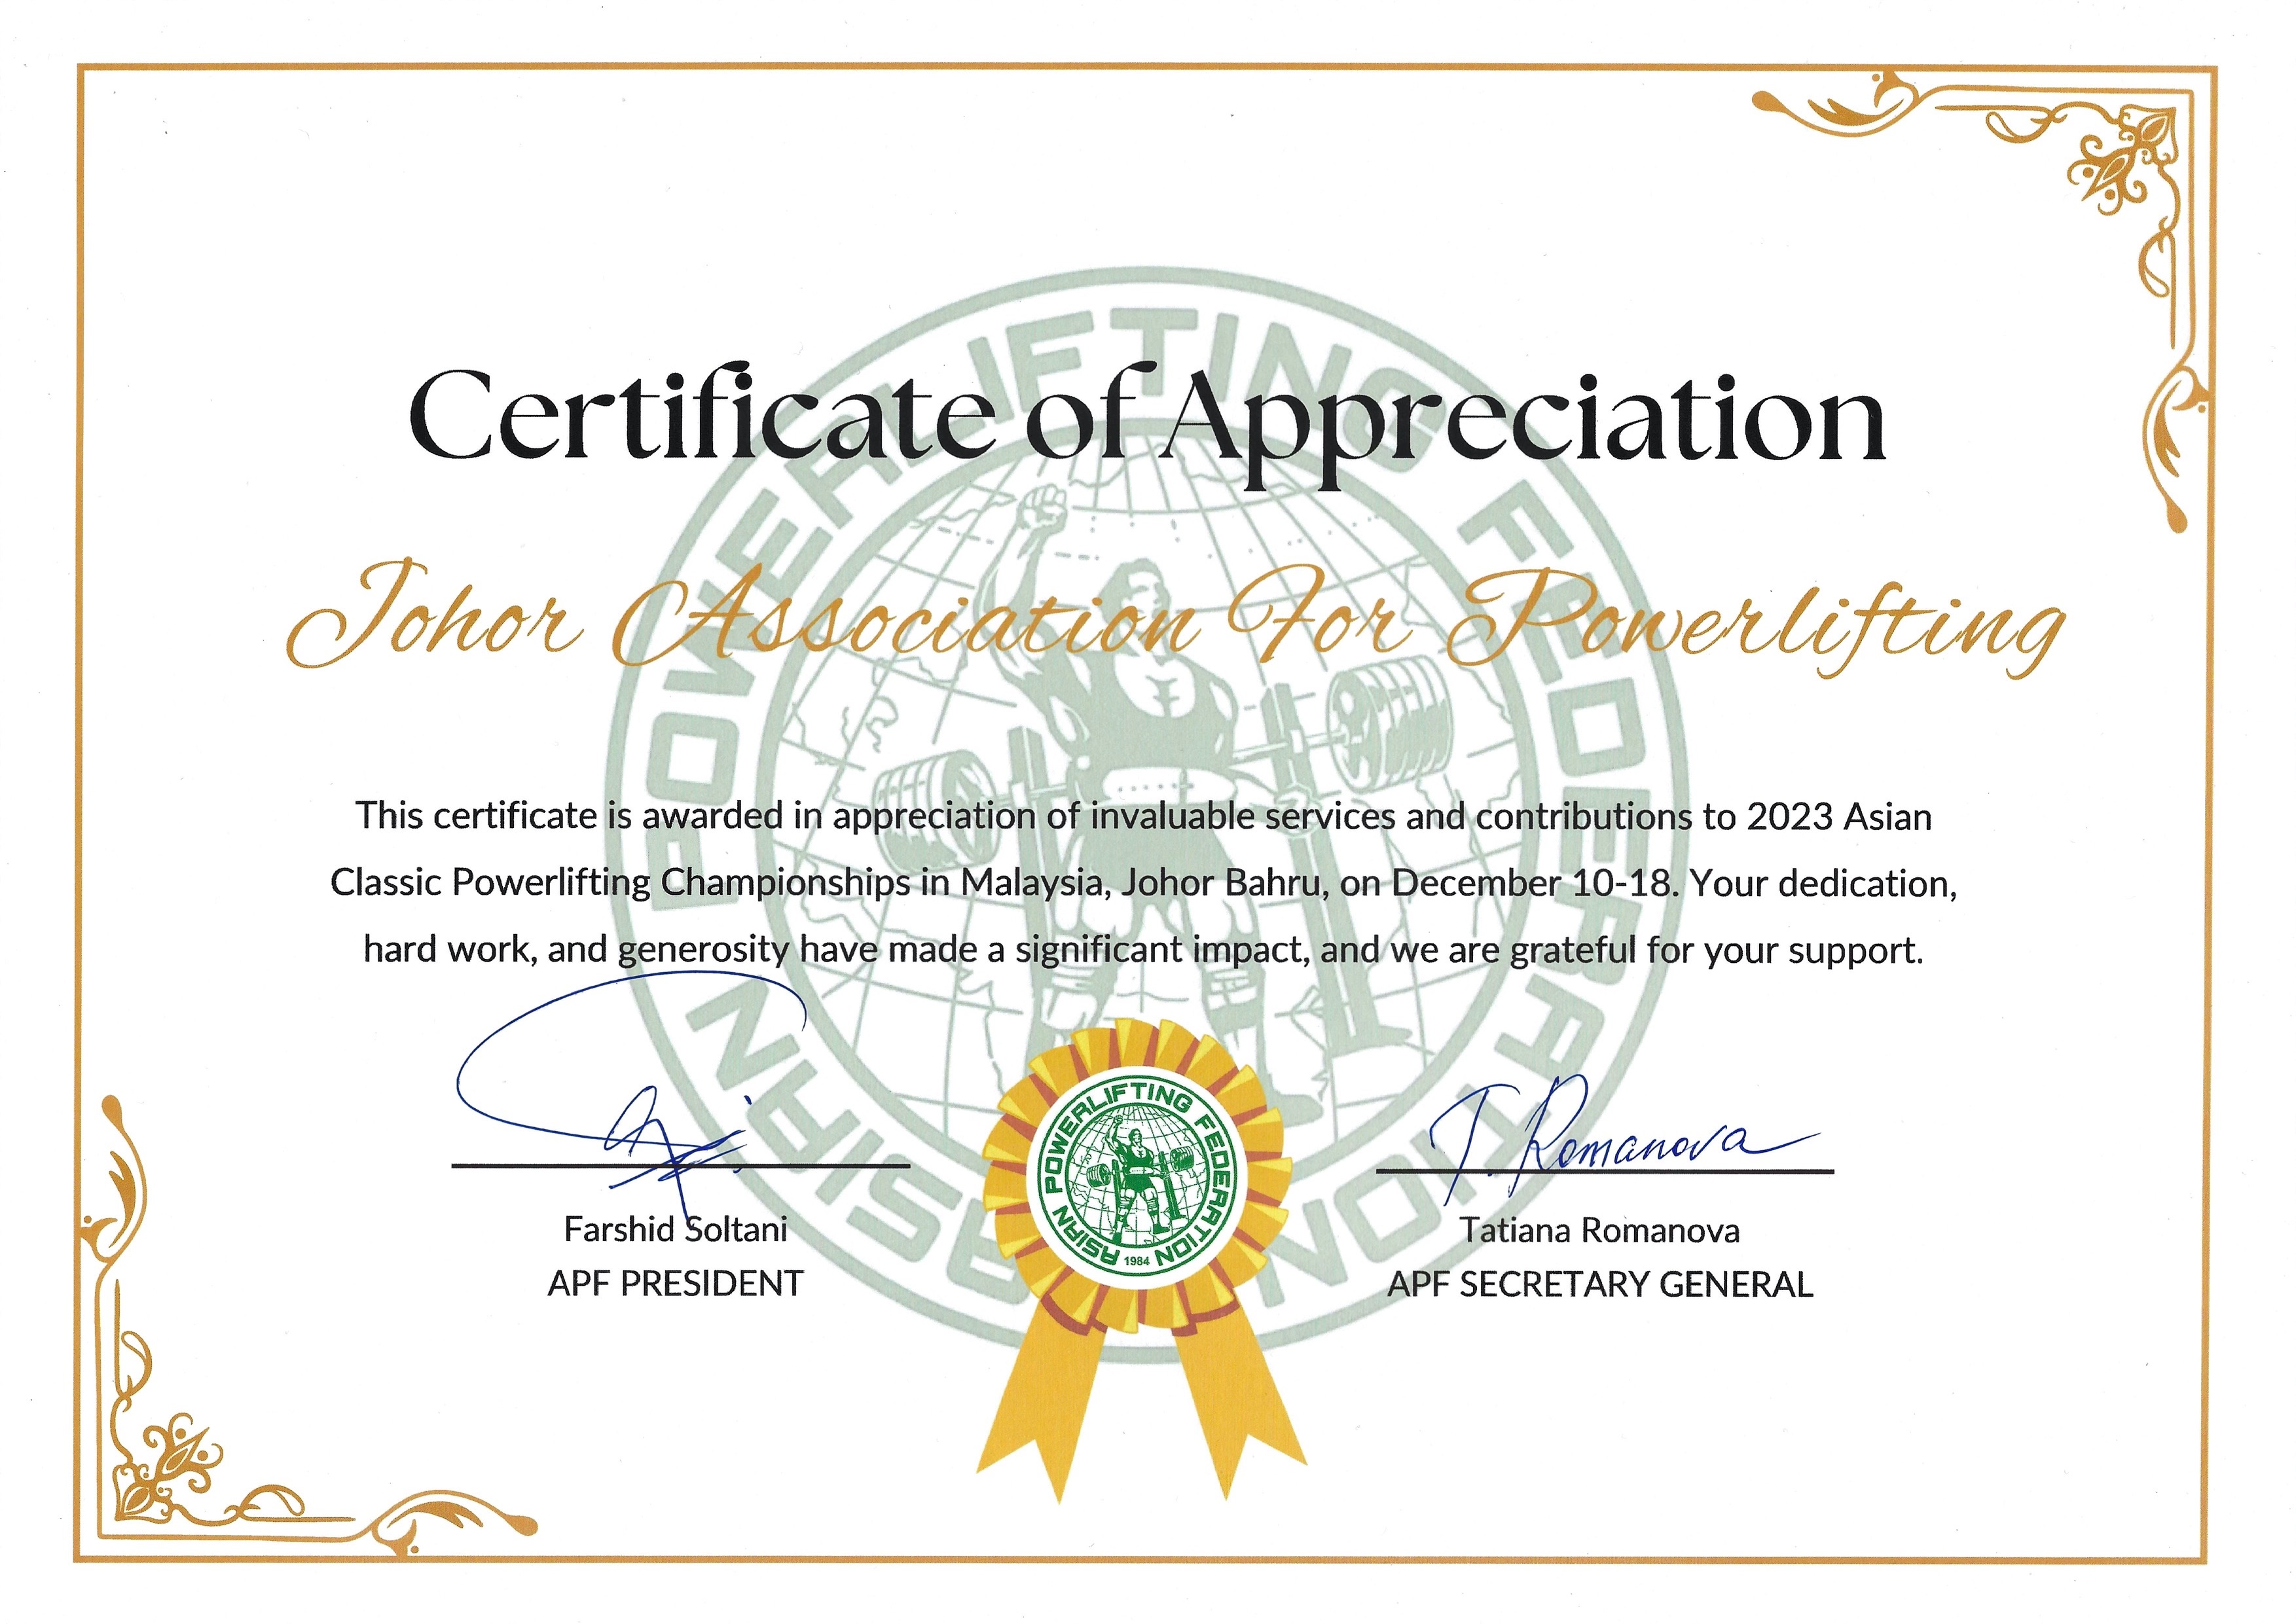 Certificate of Appreciation
Johor Association For Powerlifting
This certificate is awarded in appreciation of invaluable services and contributions to 2023 Asian
Classic Powerlifting Championships in Malaysia, Johor Bahru, on December 10-18. Your dedication,
hard work, and generosity have made a significant impact, and we are grateful for your support.
T. Romanova
Farshid Soltani
APF PRESIDENT
Tatiana Romanova
APF SECRETARY GENERAL
ASIAN POWERLIFTING FEDERATION
1984
ASIAN POWERLIFTING FEDERATION